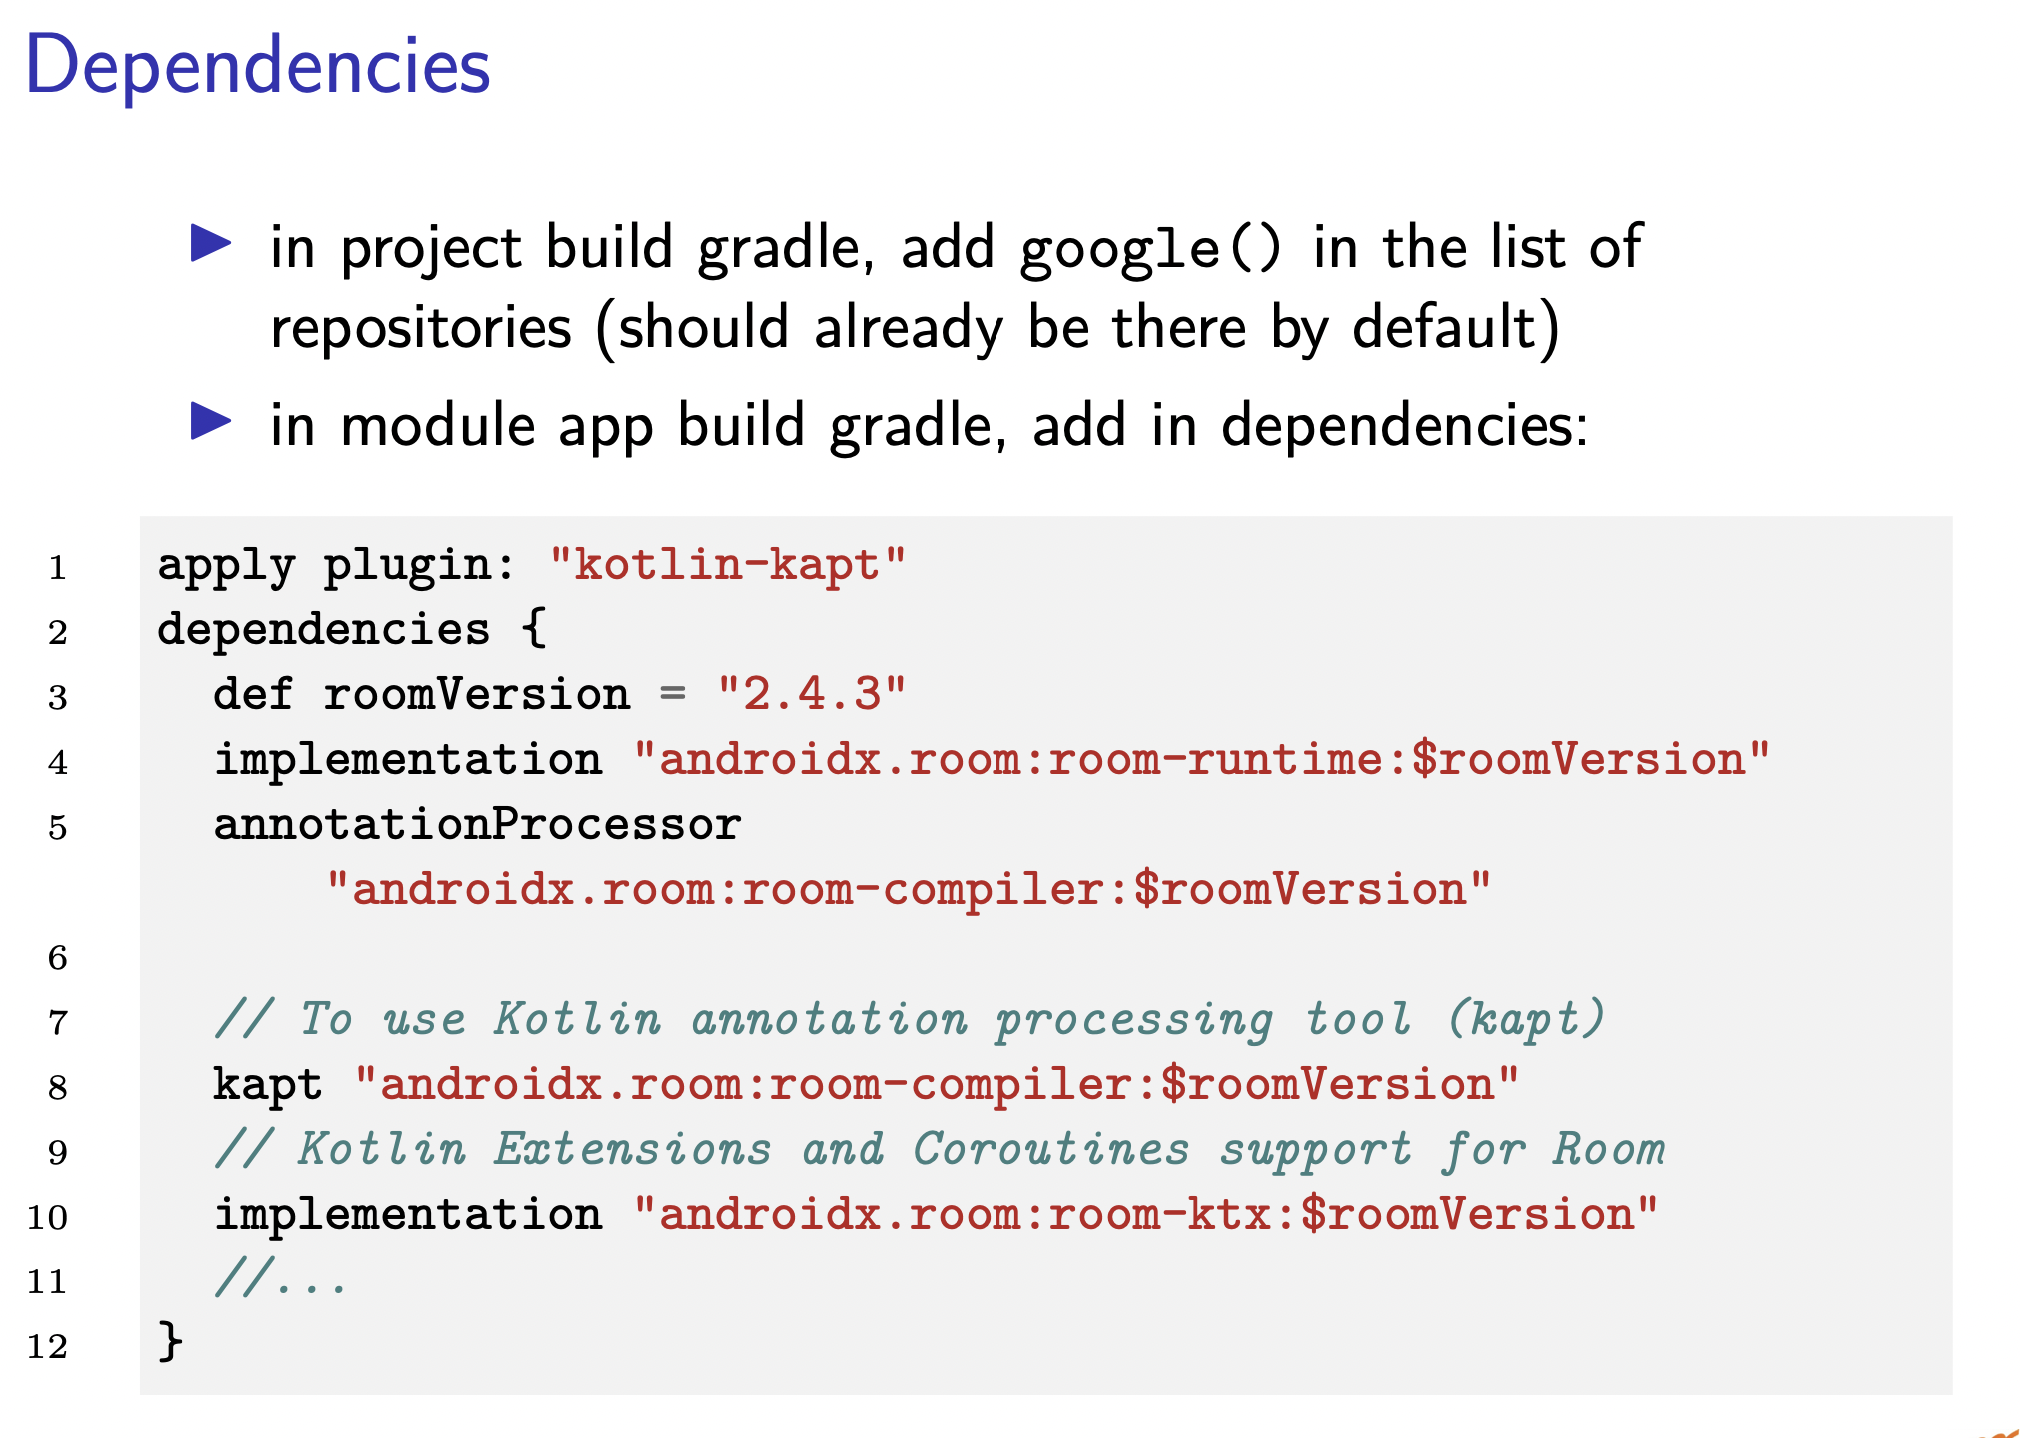 Dependencies
in project build gradle, add google() in the list of
repositories (should already be there by default)
in module app build gradle, add in dependencies:
1 apply plugin: "kotlin-kapt"
2 dependencies {
3 def roomVersion = "2.4.3"
4 implementation "androidx.room:room-runtime:$roomVersion"
5 annotationProcessor
"androidx.room:room-compiler:$roomVersion"
6
7 // To use Kotlin annotation processing tool (kapt)
8 kapt "androidx.room:room-compiler:$roomVersion"
9 // Kotlin Extensions and Coroutines support for Room
10 implementation "androidx.room:room-ktx:$roomVersion"
11 //...
12 }